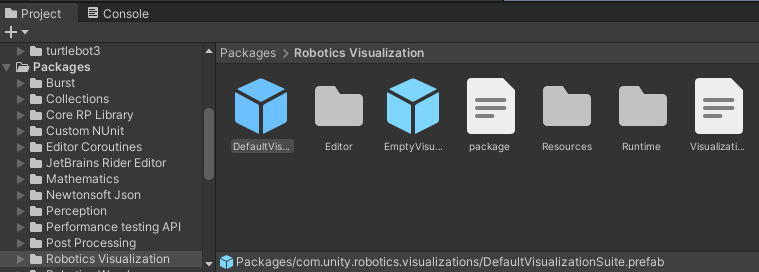 Project
Console
Packages > Robotics Visualization
turtlebot3
Packages
Burst
Collections
Core RP Library
Custom NUnit
Editor Coroutines
JetBrains Rider Editor
Mathematics
Newtonsoft Json
Perception
Performance testing API
Post Processing
Robotics Visualization
DefaultVis...
Editor
EmptyVisu...
package
Resources
Runtime
Visualizati...
Packages/com.unity.robotics.visualizations/DefaultVisualizationSuite.prefab